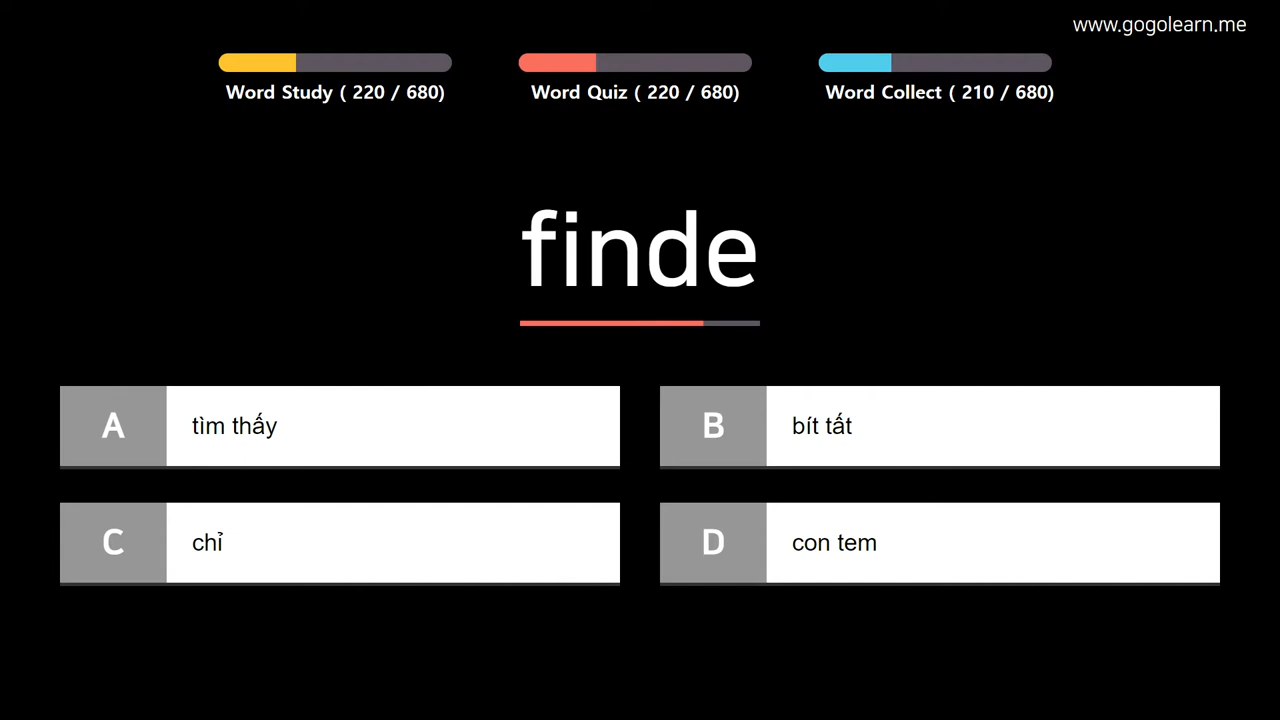 www.gogolearn.me
Word Study ( 220 / 680)
Word Quiz ( 220 / 680)
Word Collect ( 210 / 680)
finde
A tìm thấy
B bít tất
C chỉ
D con tem